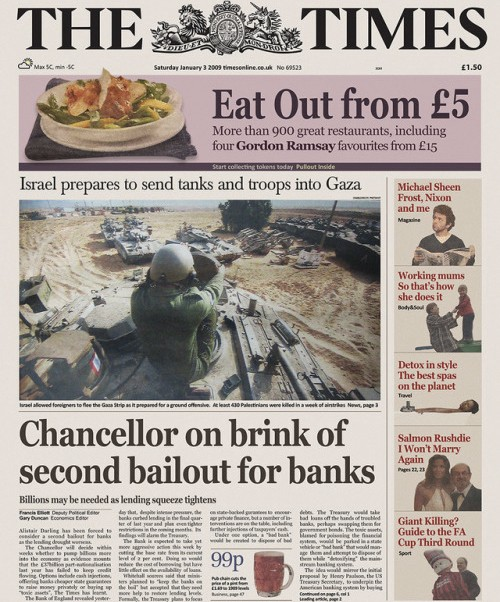 THE TIMES
DIEU ET MON DROIT
Max 5C, min -5C
Saturday January 3 2009 timesonline.co.uk No 69523
£1.50
Eat Out from £5
More than 900 great restaurants, including
four Gordon Ramsay favourites from £15
Start collecting tokens today Pullout Inside
Israel prepares to send tanks and troops into Gaza
Israel allowed foreigners to flee the Gaza Strip as it prepared for a ground offensive. At least 430 Palestinians were killed in a week of airstrikes News, page 3
Chancellor on brink of
second bailout for banks
Billions may be needed as lending squeeze tightens
Francis Elliott Deputy Political Editor
Gary Duncan Economics Editor
Alistair Darling has been forced to
consider a second bailout for banks
as the lending drought worsens.
The Chancellor will decide within
weeks whether to pump billions more
into the economy as evidence mounts
that the £37billion part-nationalisation
last year has failed to keep credit
flowing. Options include cash injections,
offering banks cheaper state guarantees
to raise money privately or buying up
"toxic assets", The Times has learnt.
The Bank of England revealed yester-
day that, despite intense pressure, the
banks curbed lending in the final quar-
ter of last year and plan even tighter
restrictions in the coming months. Its
findings will alarm the Treasury.
The Bank is expected to take yet
more aggressive action this week by
cutting the base rate from its current
level of 2 per cent. Doing so would
reduce the cost of borrowing but have
little effect on the availability of loans.
Whitehall sources said that minis-
ters planned to "keep the banks on
the boil" but accepted that they need
more help to restore lending levels.
Formally, the Treasury plans to focus
on state-backed guarantees to encour-
age private finance, but a number of in-
terventions are on the table, including
further injections of taxpayers' cash.
Under one option, a "bad bank"
would be created to dispose of bad
debts. The Treasury would take
bad loans off the hands of troubled
banks, perhaps swapping them for
government bonds. The toxic assets,
blamed for poisoning the financial
system, would be parked in a state
vehicle or "bad bank" that would man-
age them and attempt to dispose of
them while "detoxifying" the main-
stream banking system.
The idea would mirror the initial
proposal by Henry Paulson, the US
Treasury Secretary, to underpin the
American banking system by buying
Continued on page 6, col 1
Leading article, page 2
99p
Pub chain cuts the
price of a pint from
£1.69 to 1989 levels
Business, page 47
Michael Sheen
Frost, Nixon
and me
Magazine
Working mums
So that's how
she does it
Body&Soul
Detox in style
The best spas
on the planet
Travel
Salmon Rushdie
I Won't Marry
Again
Pages 22, 23
Giant Killing?
Guide to the FA
Cup Third Round
Sport